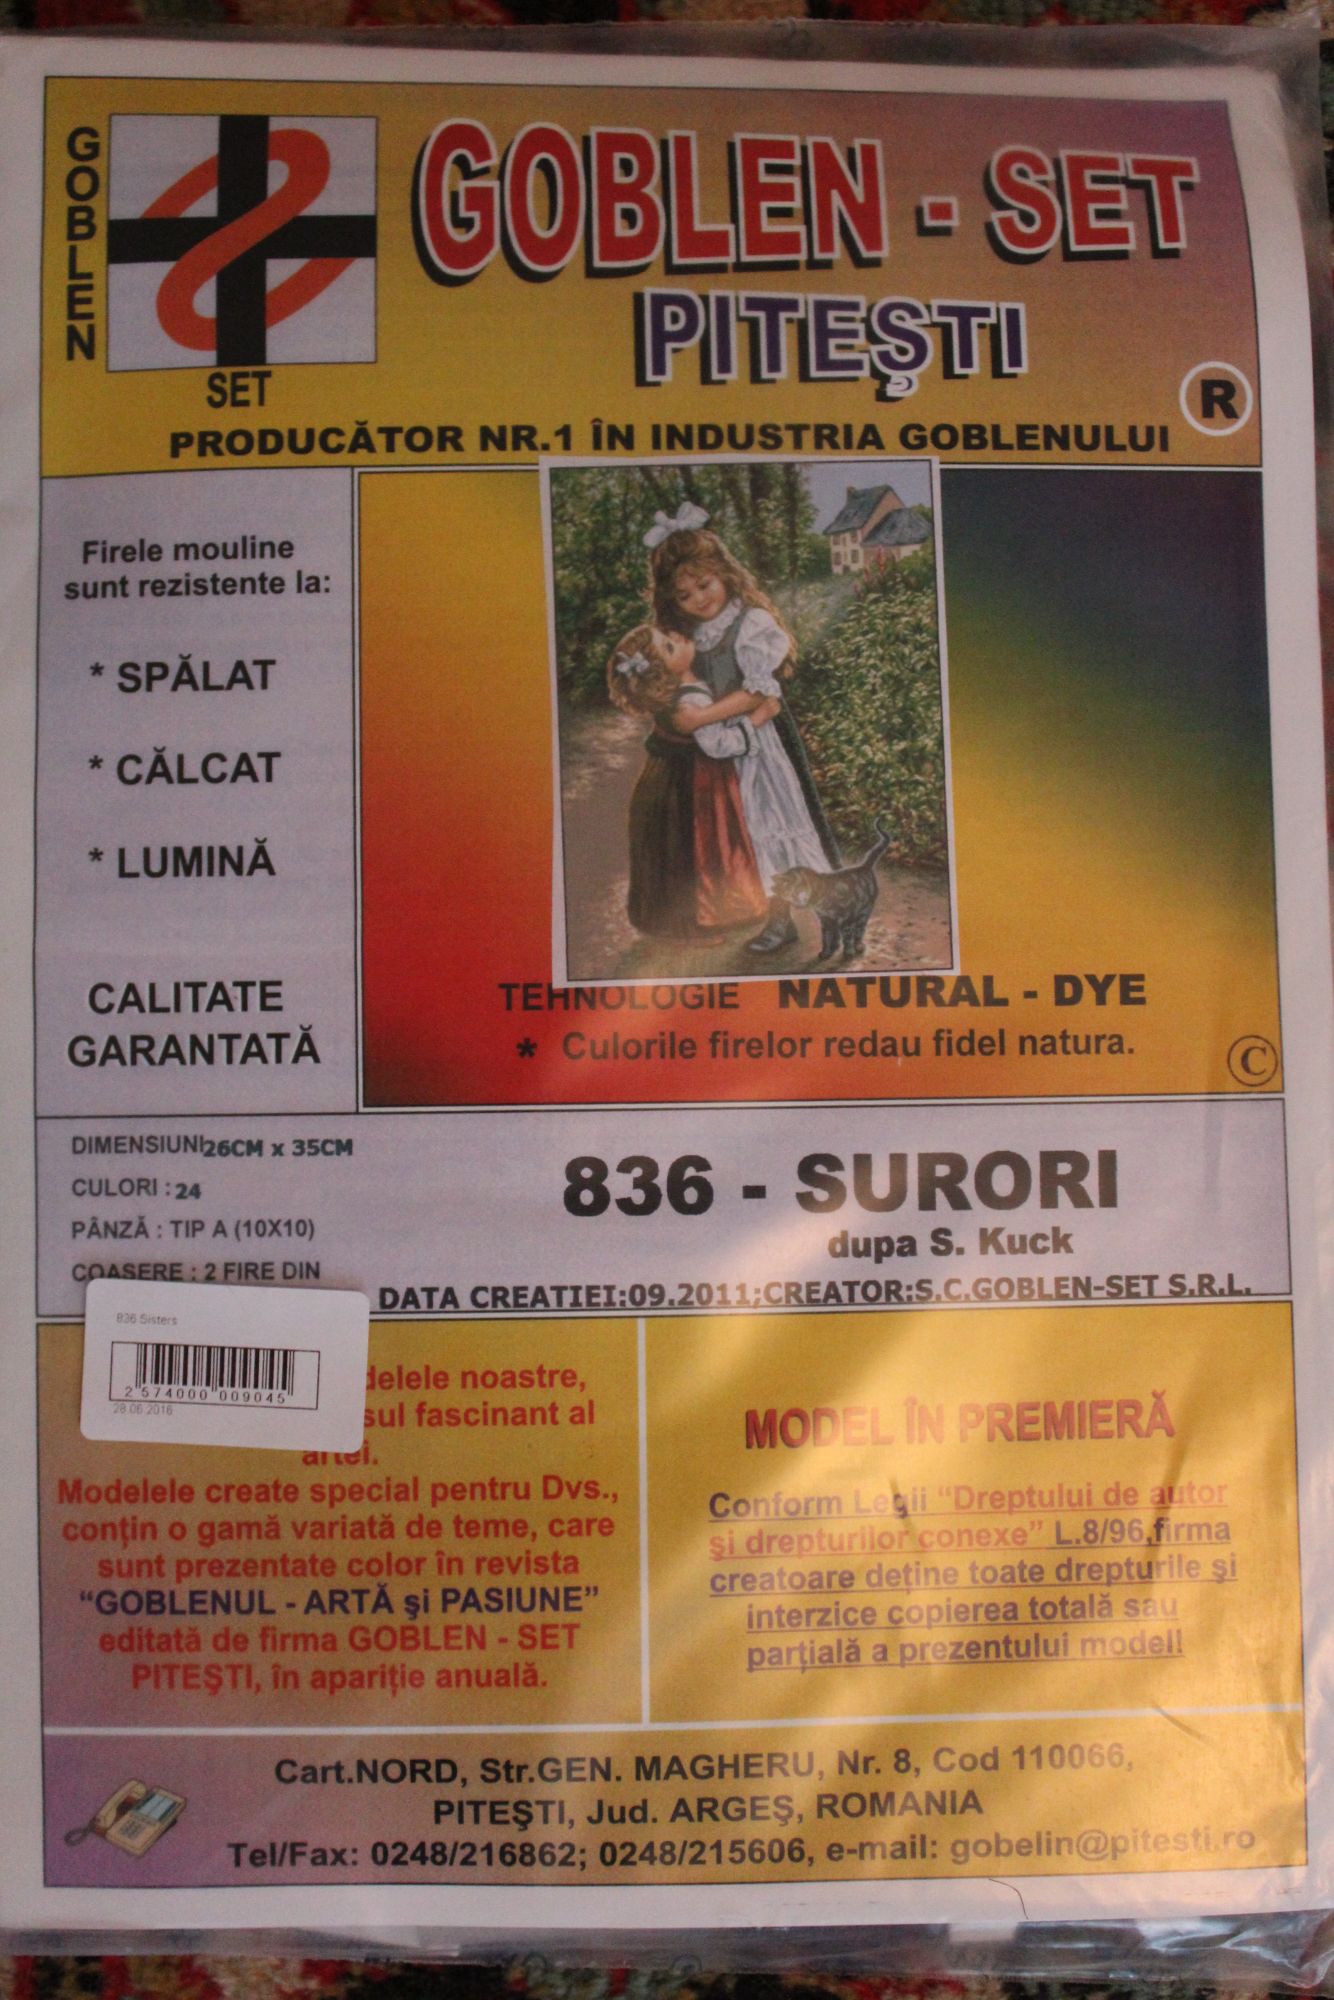 GOBLEN
SET
GOBLEN - SET
PITEŞTI
R
PRODUCĂTOR NR.1 ÎN INDUSTRIA GOBLENULUI
Firele mouline
sunt rezistente la:
* SPĂLAT
* CĂLCAT
* LUMINĂ
CALITATE
GARANTATĂ
TEHNOLOGIE NATURAL - DYE
* Culorile firelor redau fidel natura.
C
DIMENSIUNI 26CM x 35CM
CULORI : 24
PÂNZĂ : TIP A (10X10)
COASERE : 2 FIRE DIN
836 - SURORI
dupa S. Kuck
DATA CREATIEI:09.2011;CREATOR:S.C.GOBLEN-SET S.R.L.
836 Sisters
2 574000 009045
28.06.2016
delele noastre,
sul fascinant al
artei.
Modelele create special pentru Dvs.,
conţin o gamă variată de teme, care
sunt prezentate color în revista
“GOBLENUL - ARTĂ şi PASIUNE”
editată de firma GOBLEN - SET
PITEŞTI, în apariţie anuală.
MODEL ÎN PREMIERĂ
Conform Legii “Dreptului de autor
şi drepturilor conexe” L.8/96,firma
creatoare deţine toate drepturile şi
interzice copierea totală sau
parţială a prezentului model!
Cart.NORD, Str.GEN. MAGHERU, Nr. 8, Cod 110066,
PITEŞTI, Jud. ARGEŞ, ROMANIA
Tel/Fax: 0248/216862; 0248/215606, e-mail: gobelin@pitesti.ro